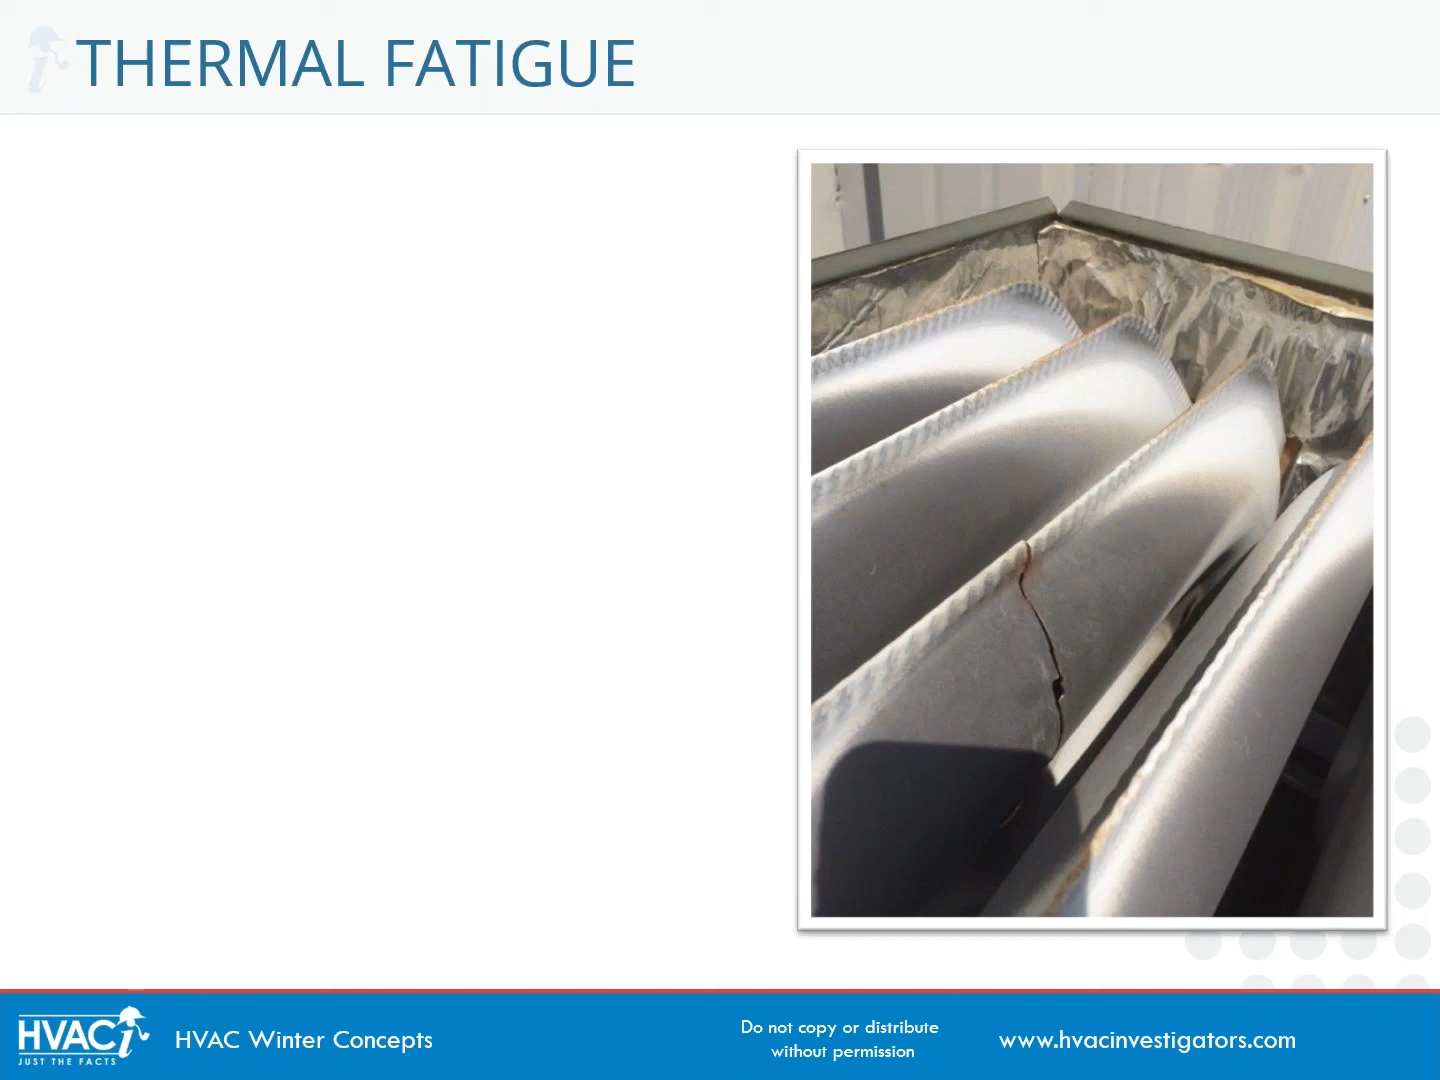 THERMAL FATIGUE
HVACi
JUST THE FACTS
HVAC Winter Concepts
Do not copy or distribute
without permission
www.hvacinvestigators.com